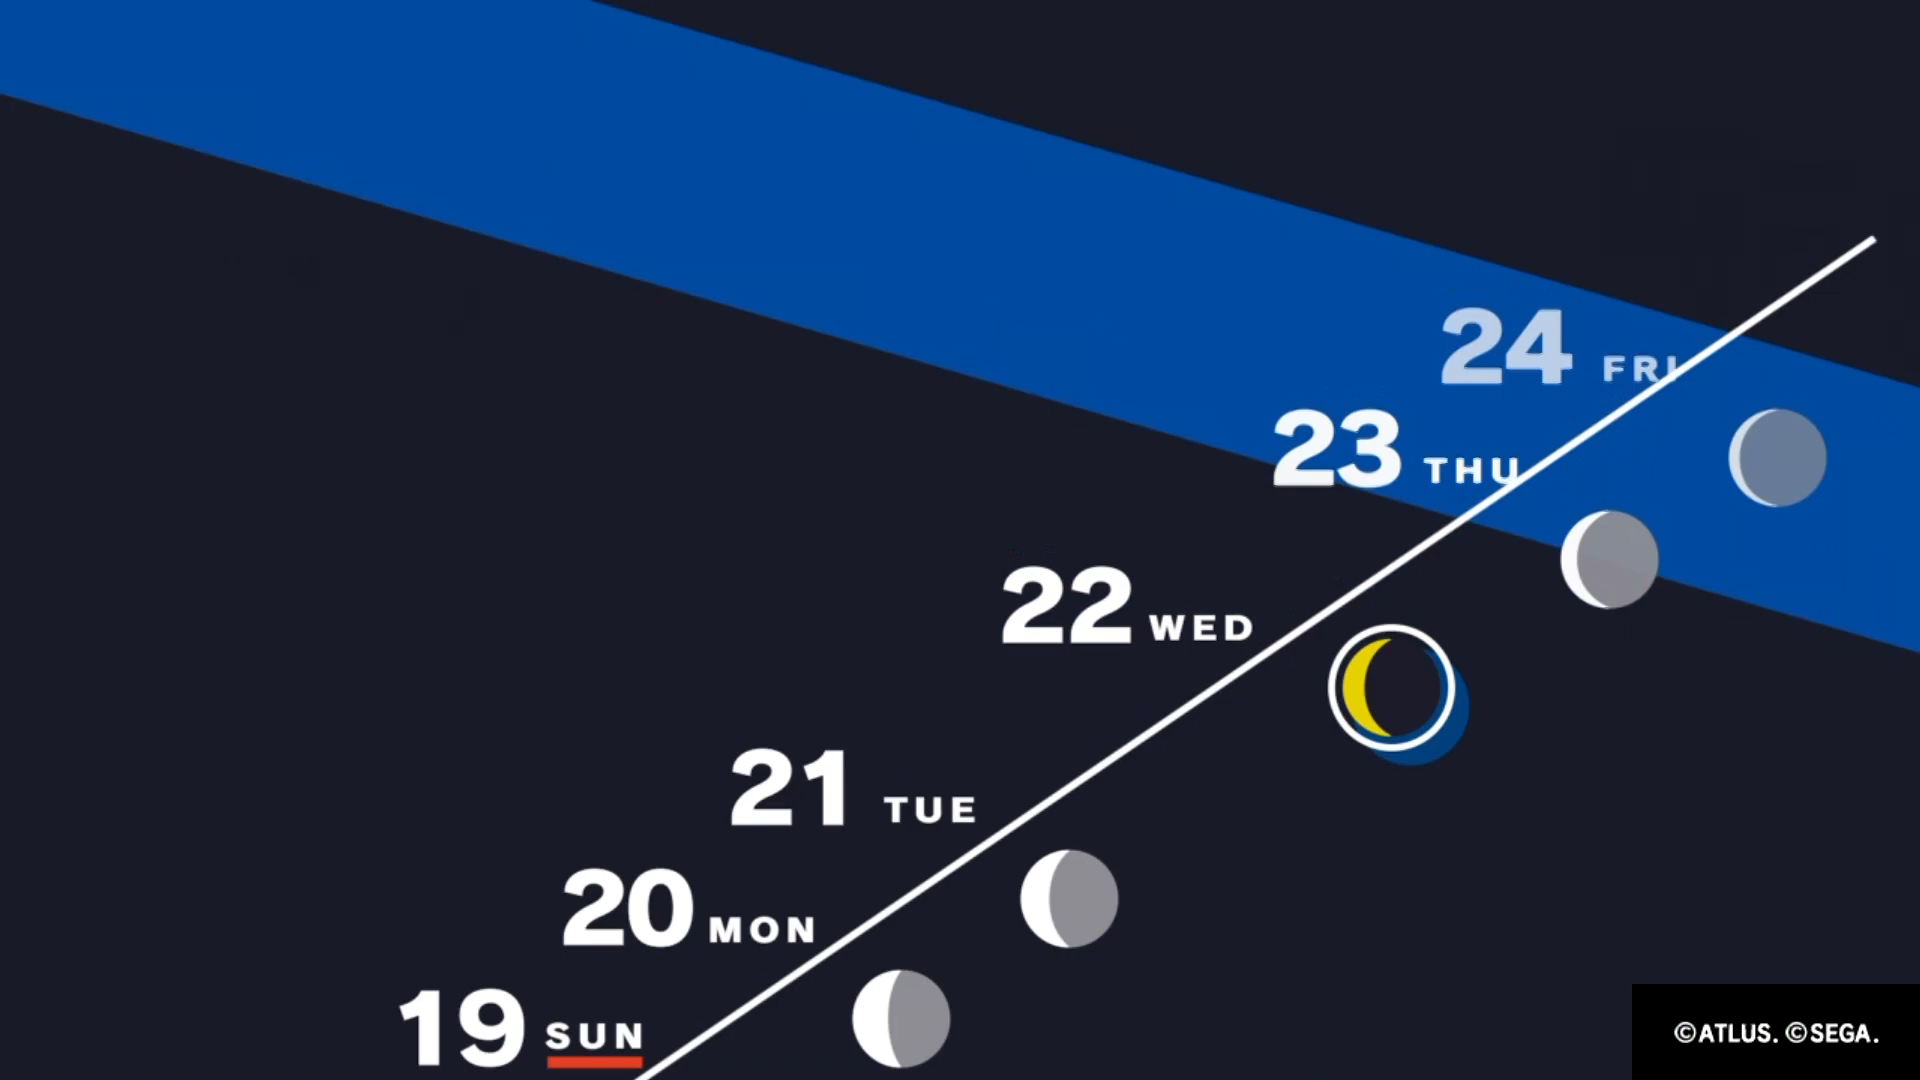 24 FRI
23 THU
22 WED
21 TUE
20 MON
19 SUN
©ATLUS. ©SEGA.